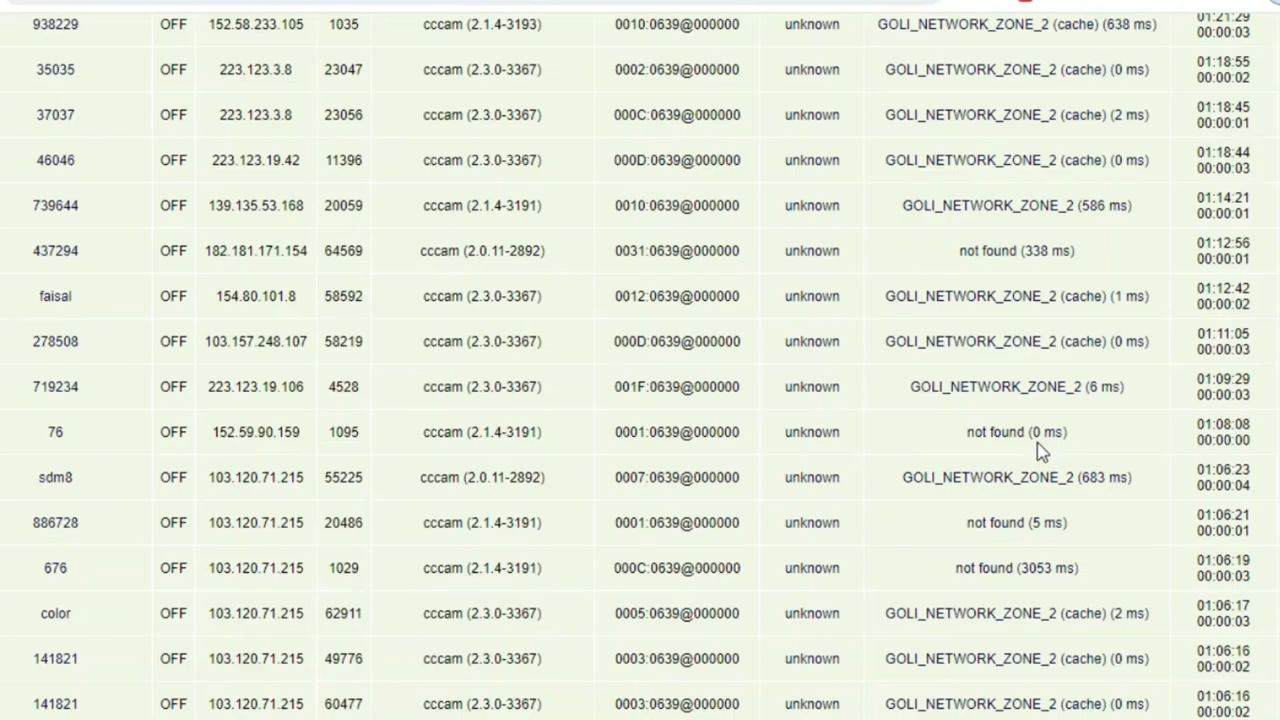 938229 OFF 152.58.233.105 1035 cccam (2.1.4-3193) 0010:0639@000000 unknown GOLI_NETWORK_ZONE_2 (cache) (638 ms) 01:21:29
00:00:03
35035 OFF 223.123.3.8 23047 cccam (2.3.0-3367) 0002:0639@000000 unknown GOLI_NETWORK_ZONE_2 (cache) (0 ms) 01:18:55
00:00:02
37037 OFF 223.123.3.8 23056 cccam (2.3.0-3367) 000C:0639@000000 unknown GOLI_NETWORK_ZONE_2 (cache) (2 ms) 01:18:45
00:00:01
46046 OFF 223.123.19.42 11396 cccam (2.3.0-3367) 000D:0639@000000 unknown GOLI_NETWORK_ZONE_2 (cache) (0 ms) 01:18:44
00:00:03
739644 OFF 139.135.53.168 20059 cccam (2.1.4-3191) 0010:0639@000000 unknown GOLI_NETWORK_ZONE_2 (586 ms) 01:14:21
00:00:01
437294 OFF 182.181.171.154 64569 cccam (2.0.11-2892) 0031:0639@000000 unknown not found (338 ms) 01:12:56
00:00:01
faisal OFF 154.80.101.8 58592 cccam (2.3.0-3367) 0012:0639@000000 unknown GOLI_NETWORK_ZONE_2 (cache) (1 ms) 01:12:42
00:00:02
278508 OFF 103.157.248.107 58219 cccam (2.3.0-3367) 000D:0639@000000 unknown GOLI_NETWORK_ZONE_2 (cache) (0 ms) 01:11:05
00:00:03
719234 OFF 223.123.19.106 4528 cccam (2.3.0-3367) 001F:0639@000000 unknown GOLI_NETWORK_ZONE_2 (6 ms) 01:09:29
00:00:03
76 OFF 152.59.90.159 1095 cccam (2.1.4-3191) 0001:0639@000000 unknown not found (0 ms) 01:08:08
00:00:00
sdm8 OFF 103.120.71.215 55225 cccam (2.0.11-2892) 0007:0639@000000 unknown GOLI_NETWORK_ZONE_2 (683 ms) 01:06:23
00:00:04
886728 OFF 103.120.71.215 20486 cccam (2.1.4-3191) 0001:0639@000000 unknown not found (5 ms) 01:06:21
00:00:01
676 OFF 103.120.71.215 1029 cccam (2.1.4-3191) 000C:0639@000000 unknown not found (3053 ms) 01:06:19
00:00:03
color OFF 103.120.71.215 62911 cccam (2.3.0-3367) 0005:0639@000000 unknown GOLI_NETWORK_ZONE_2 (cache) (2 ms) 01:06:17
00:00:03
141821 OFF 103.120.71.215 49776 cccam (2.3.0-3367) 0003:0639@000000 unknown GOLI_NETWORK_ZONE_2 (cache) (0 ms) 01:06:16
00:00:02
141821 OFF 103.120.71.215 60477 cccam (2.3.0-3367) 0003:0639@000000 unknown GOLI_NETWORK_ZONE_2 (cache) (0 ms) 01:06:16
00:00:02